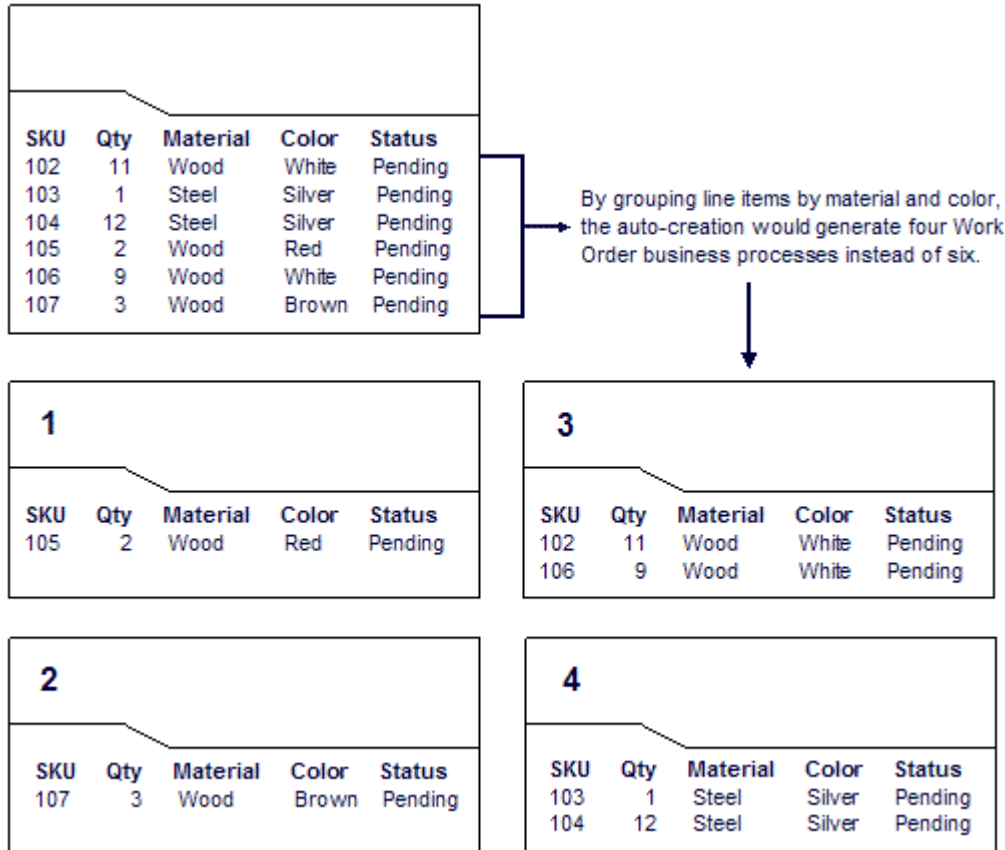 SKU Qty Material Color Status
102 11 Wood White Pending
103 1 Steel Silver Pending
104 12 Steel Silver Pending
105 2 Wood Red Pending
106 9 Wood White Pending
107 3 Wood Brown Pending
By grouping line items by material and color,
the auto-creation would generate four Work
Order business processes instead of six.
1
SKU Qty Material Color Status
105 2 Wood Red Pending
3
SKU Qty Material Color Status
102 11 Wood White Pending
106 9 Wood White Pending
2
SKU Qty Material Color Status
107 3 Wood Brown Pending
4
SKU Qty Material Color Status
103 1 Steel Silver Pending
104 12 Steel Silver Pending